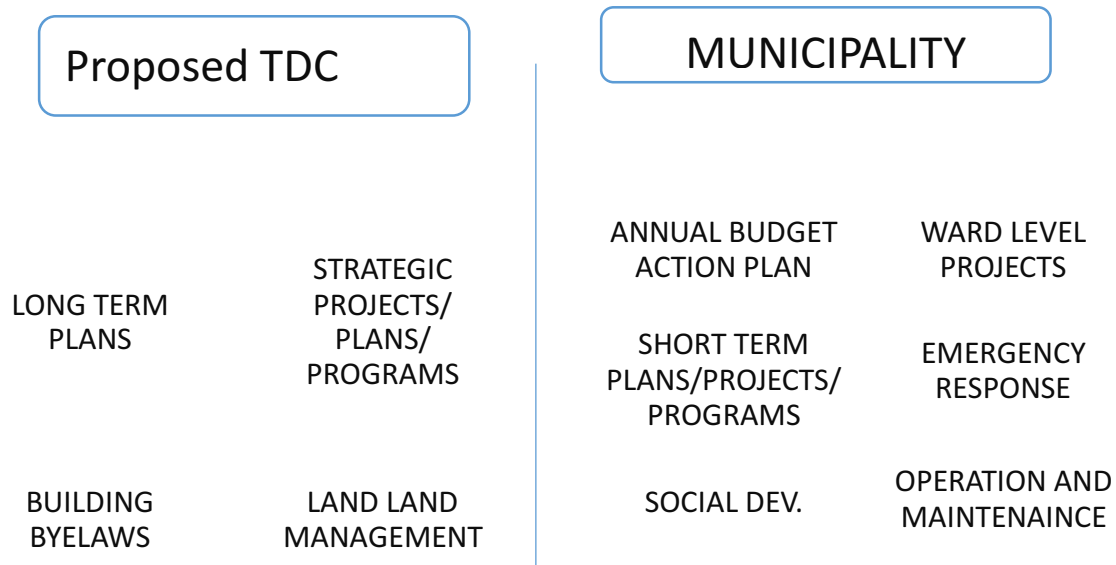 Proposed TDC
LONG TERM
PLANS
STRATEGIC
PROJECTS/
PLANS/
PROGRAMS
BUILDING
BYELAWS
LAND LAND
MANAGEMENT
MUNICIPALITY
ANNUAL BUDGET
ACTION PLAN
WARD LEVEL
PROJECTS
SHORT TERM
PLANS/PROJECTS/
PROGRAMS
EMERGENCY
RESPONSE
SOCIAL DEV.
OPERATION AND
MAINTENAINCE